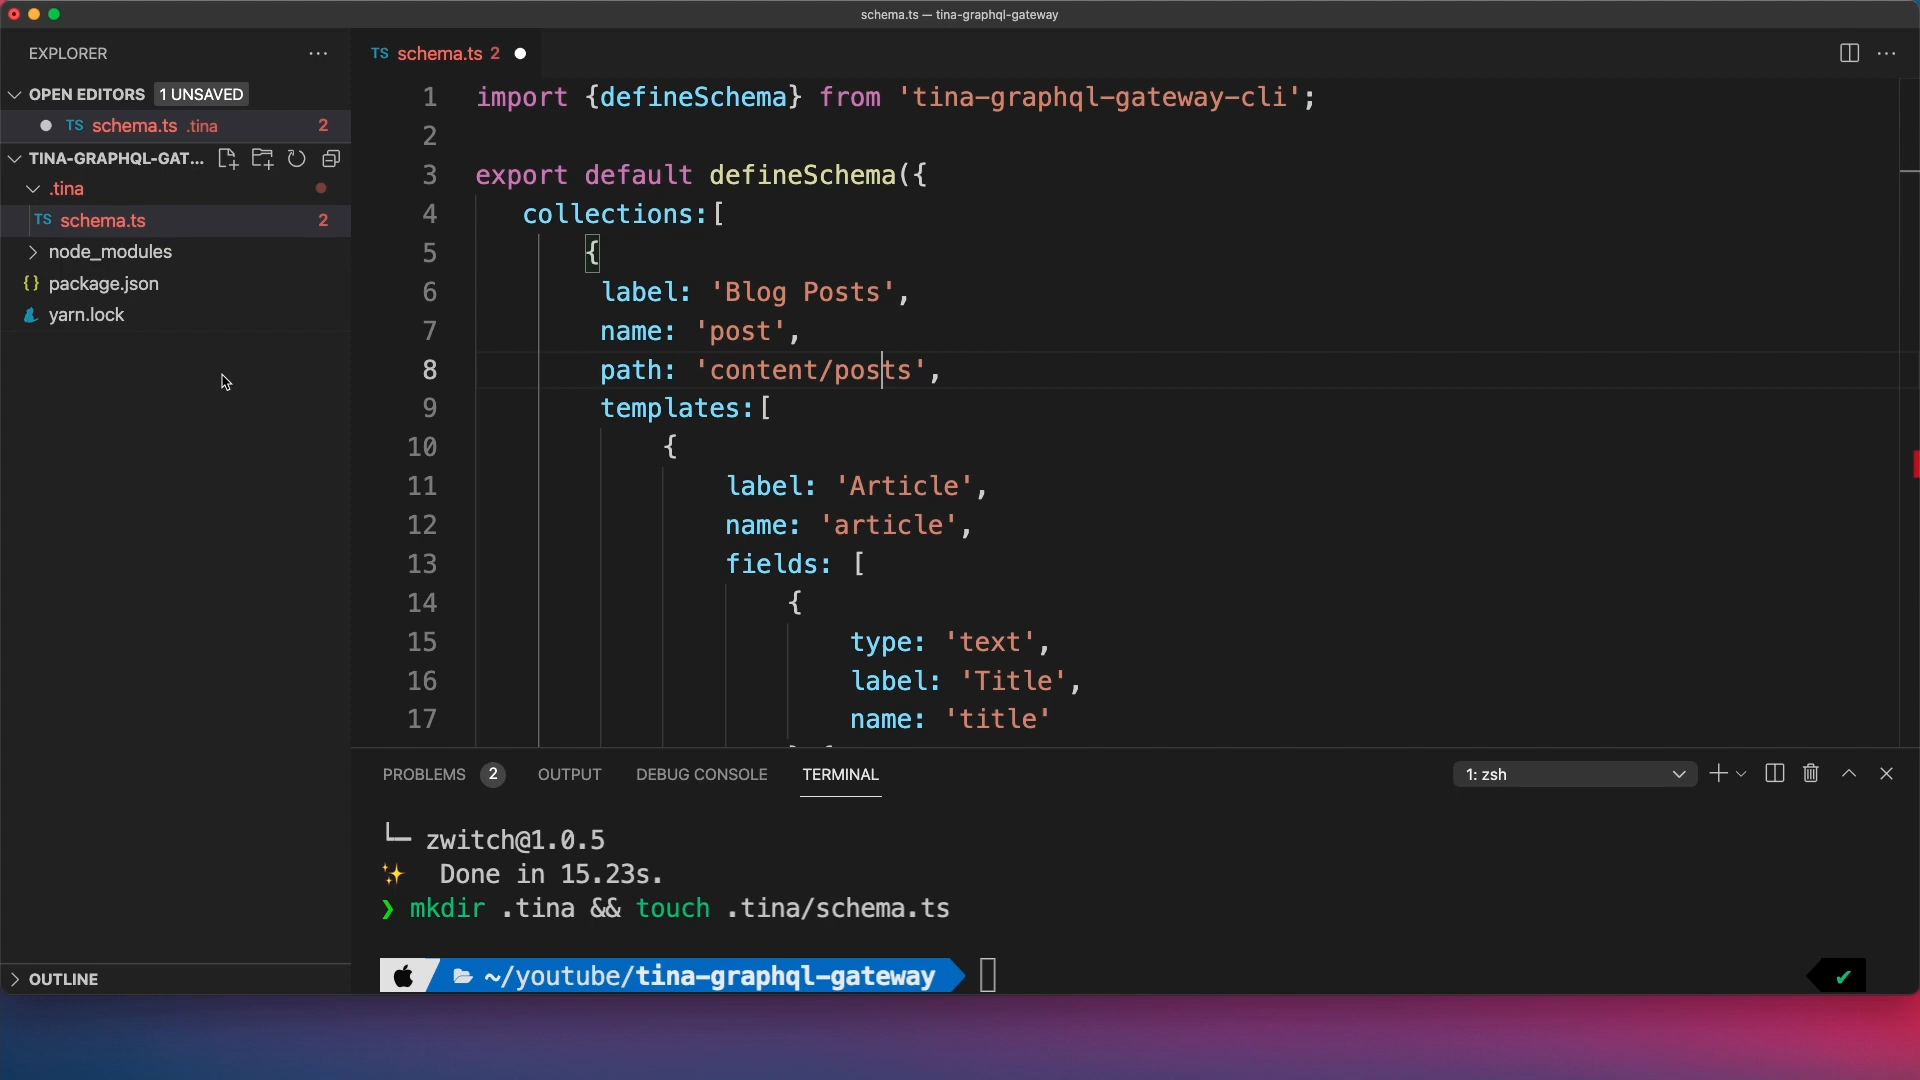 schema.ts — tina-graphql-gateway
EXPLORER
OPEN EDITORS 1 UNSAVED
TS schema.ts .tina 2
TINA-GRAPHQL-GAT...
.tina
TS schema.ts 2
node_modules
{} package.json
yarn.lock
OUTLINE
TS schema.ts 2
1 import {defineSchema} from 'tina-graphql-gateway-cli';
2
3 export default defineSchema({
4 collections:[
5 {
6 label: 'Blog Posts',
7 name: 'post',
8 path: 'content/posts',
9 templates:[
10 {
11 label: 'Article',
12 name: 'article',
13 fields: [
14 {
15 type: 'text',
16 label: 'Title',
17 name: 'title'
PROBLEMS 2 OUTPUT DEBUG CONSOLE TERMINAL 1: zsh
└─ zwitch@1.0.5
✨ Done in 15.23s.
❯ mkdir .tina && touch .tina/schema.ts
~/youtube/tina-graphql-gateway ✔